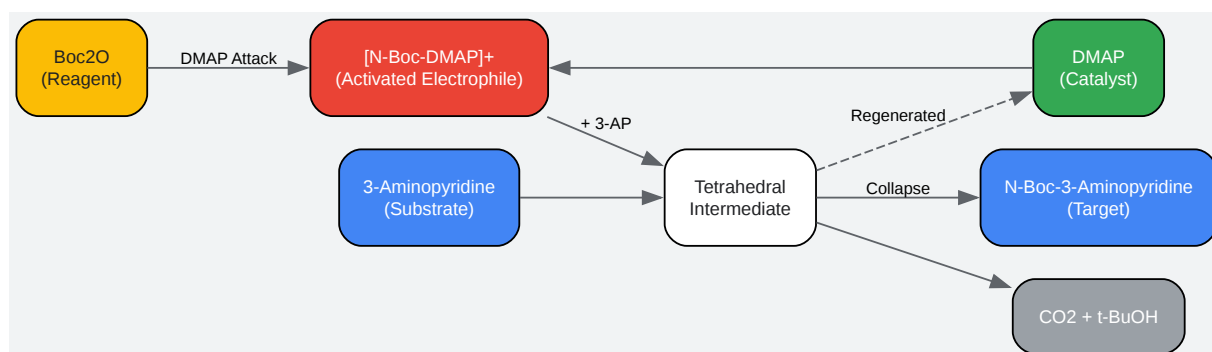 Boc2O
(Reagent)
DMAP Attack
[N-Boc-DMAP]+
(Activated Electrophile)
DMAP
(Catalyst)
+ 3-AP
Regenerated
3-Aminopyridine
(Substrate)
Tetrahedral
Intermediate
Collapse
N-Boc-3-Aminopyridine
(Target)
CO2 + t-BuOH